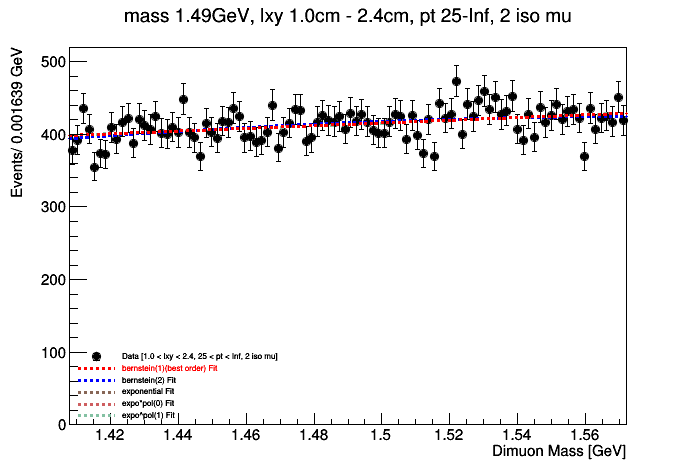 mass 1.49GeV, lxy 1.0cm - 2.4cm, pt 25-Inf, 2 iso mu
Events/ 0.001639 GeV
500
400
300
200
100
0
Data [1.0 < lxy < 2.4, 25 < pt < Inf, 2 iso mu]
bernstein(1)(best order) Fit
bernstein(2) Fit
exponential Fit
expo*pol(0) Fit
expo*pol(1) Fit
1.42 1.44 1.46 1.48 1.5 1.52 1.54 1.56
Dimuon Mass [GeV]